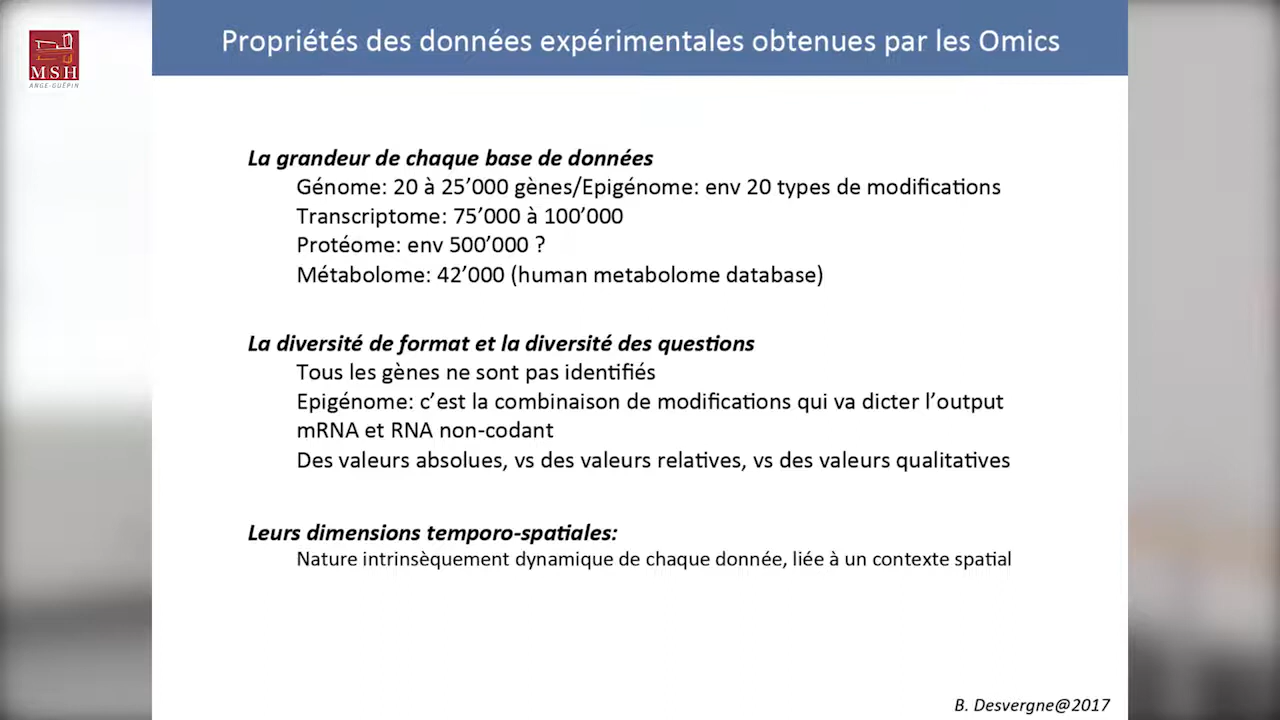 MSH
ANGE-GUÉPIN
Propriétés des données expérimentales obtenues par les Omics
La grandeur de chaque base de données
Génome: 20 à 25’000 gènes/Epigénome: env 20 types de modifications
Transcriptome: 75’000 à 100’000
Protéome: env 500’000 ?
Métabolome: 42’000 (human metabolome database)
La diversité de format et la diversité des questions
Tous les gènes ne sont pas identifiés
Epigénome: c’est la combinaison de modifications qui va dicter l’output
mRNA et RNA non-codant
Des valeurs absolues, vs des valeurs relatives, vs des valeurs qualitatives
Leurs dimensions temporo-spatiales:
Nature intrinsèquement dynamique de chaque donnée, liée à un contexte spatial
B. Desvergne@2017